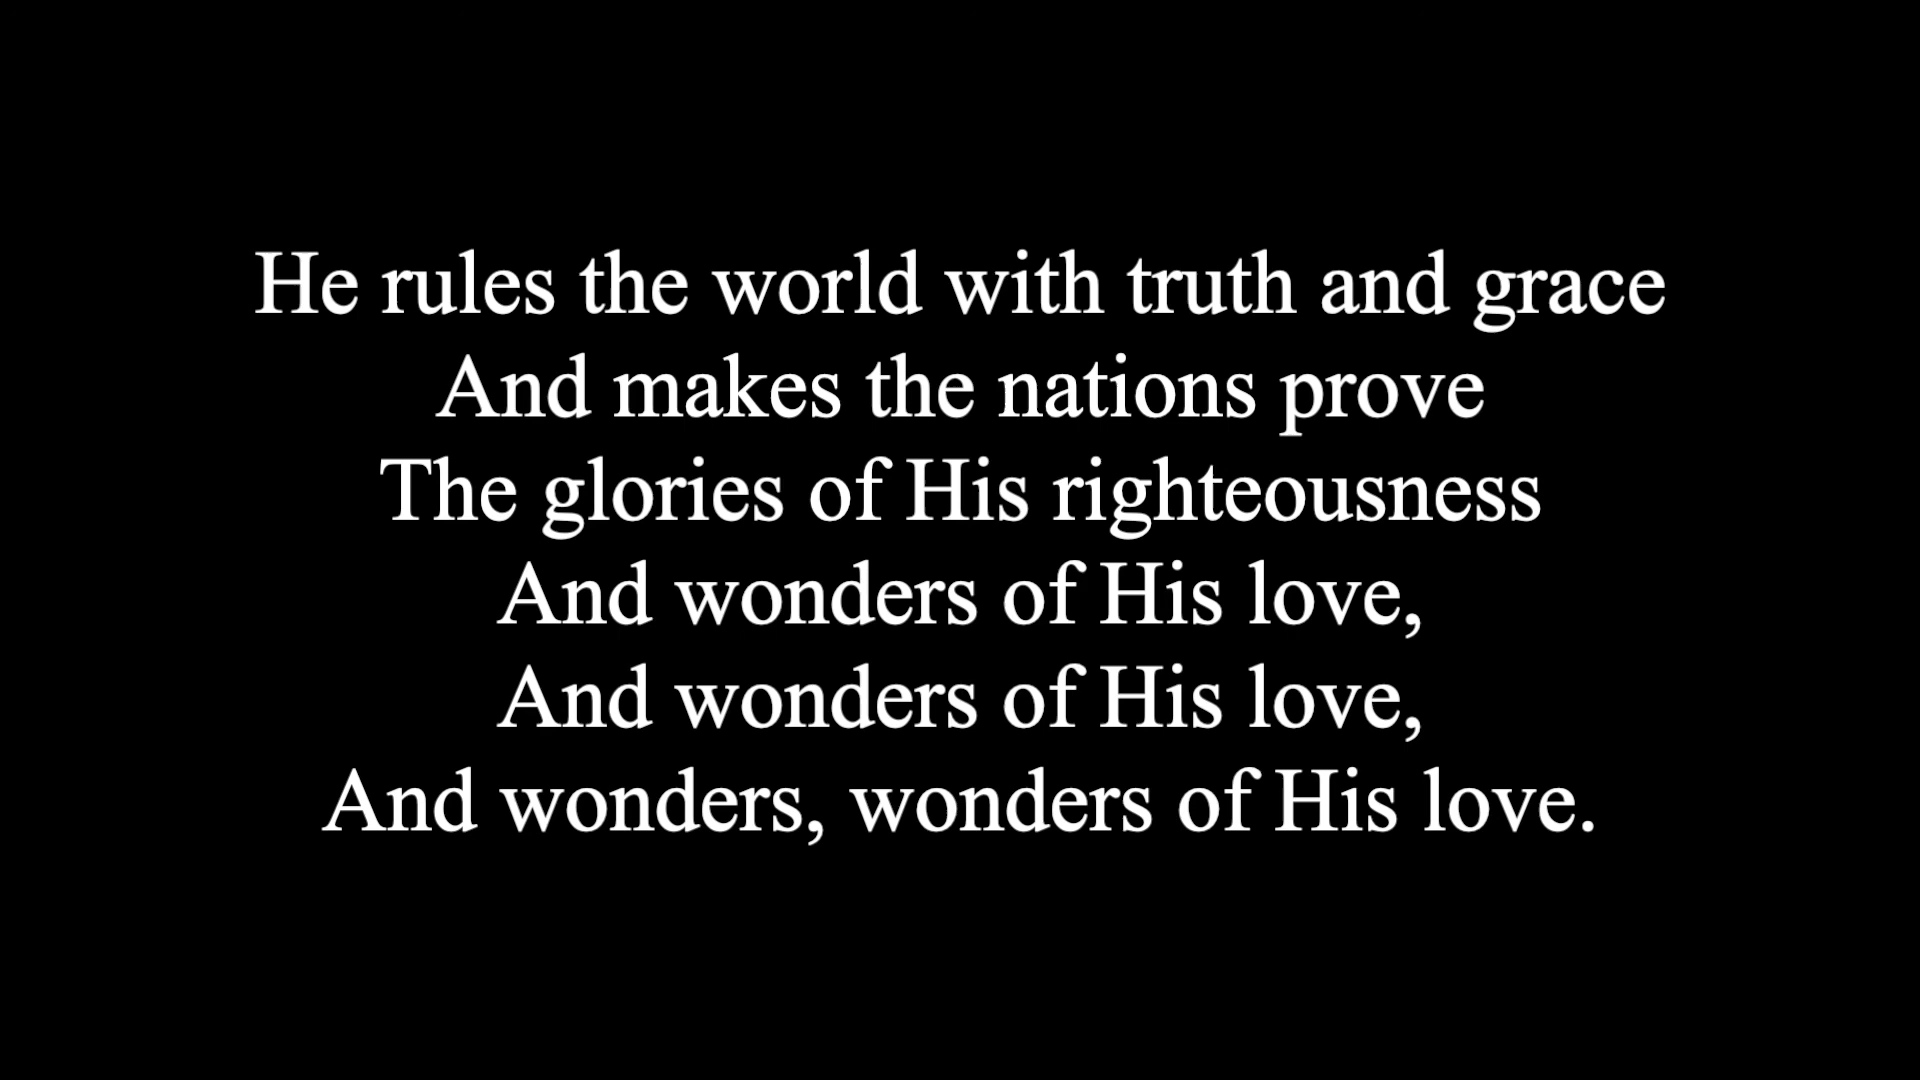 He rules the world with truth and grace
And makes the nations prove
The glories of His righteousness
And wonders of His love,
And wonders of His love,
And wonders, wonders of His love.